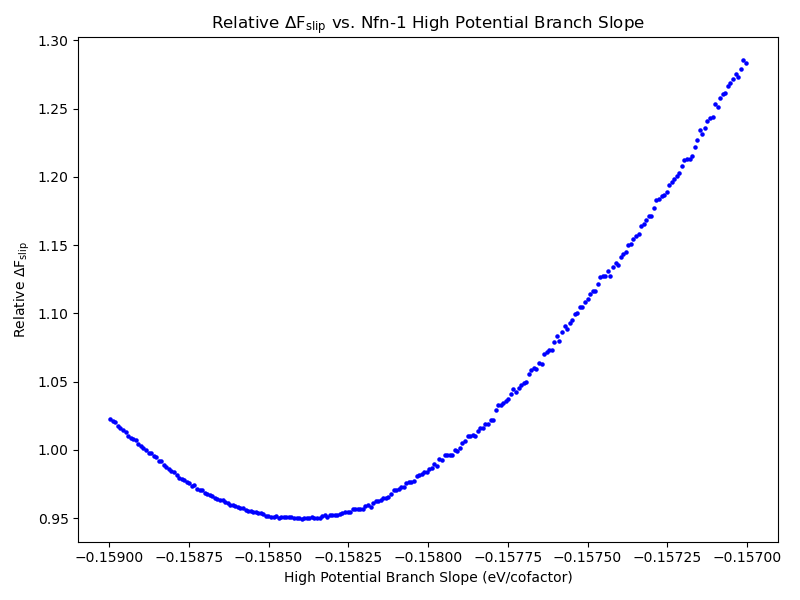 Relative ΔF_slip vs. Nfn-1 High Potential Branch Slope
Relative ΔF_slip
1.30
1.25
1.20
1.15
1.10
1.05
1.00
0.95
−0.15900 −0.15875 −0.15850 −0.15825 −0.15800 −0.15775 −0.15750 −0.15725 −0.15700
High Potential Branch Slope (eV/cofactor)